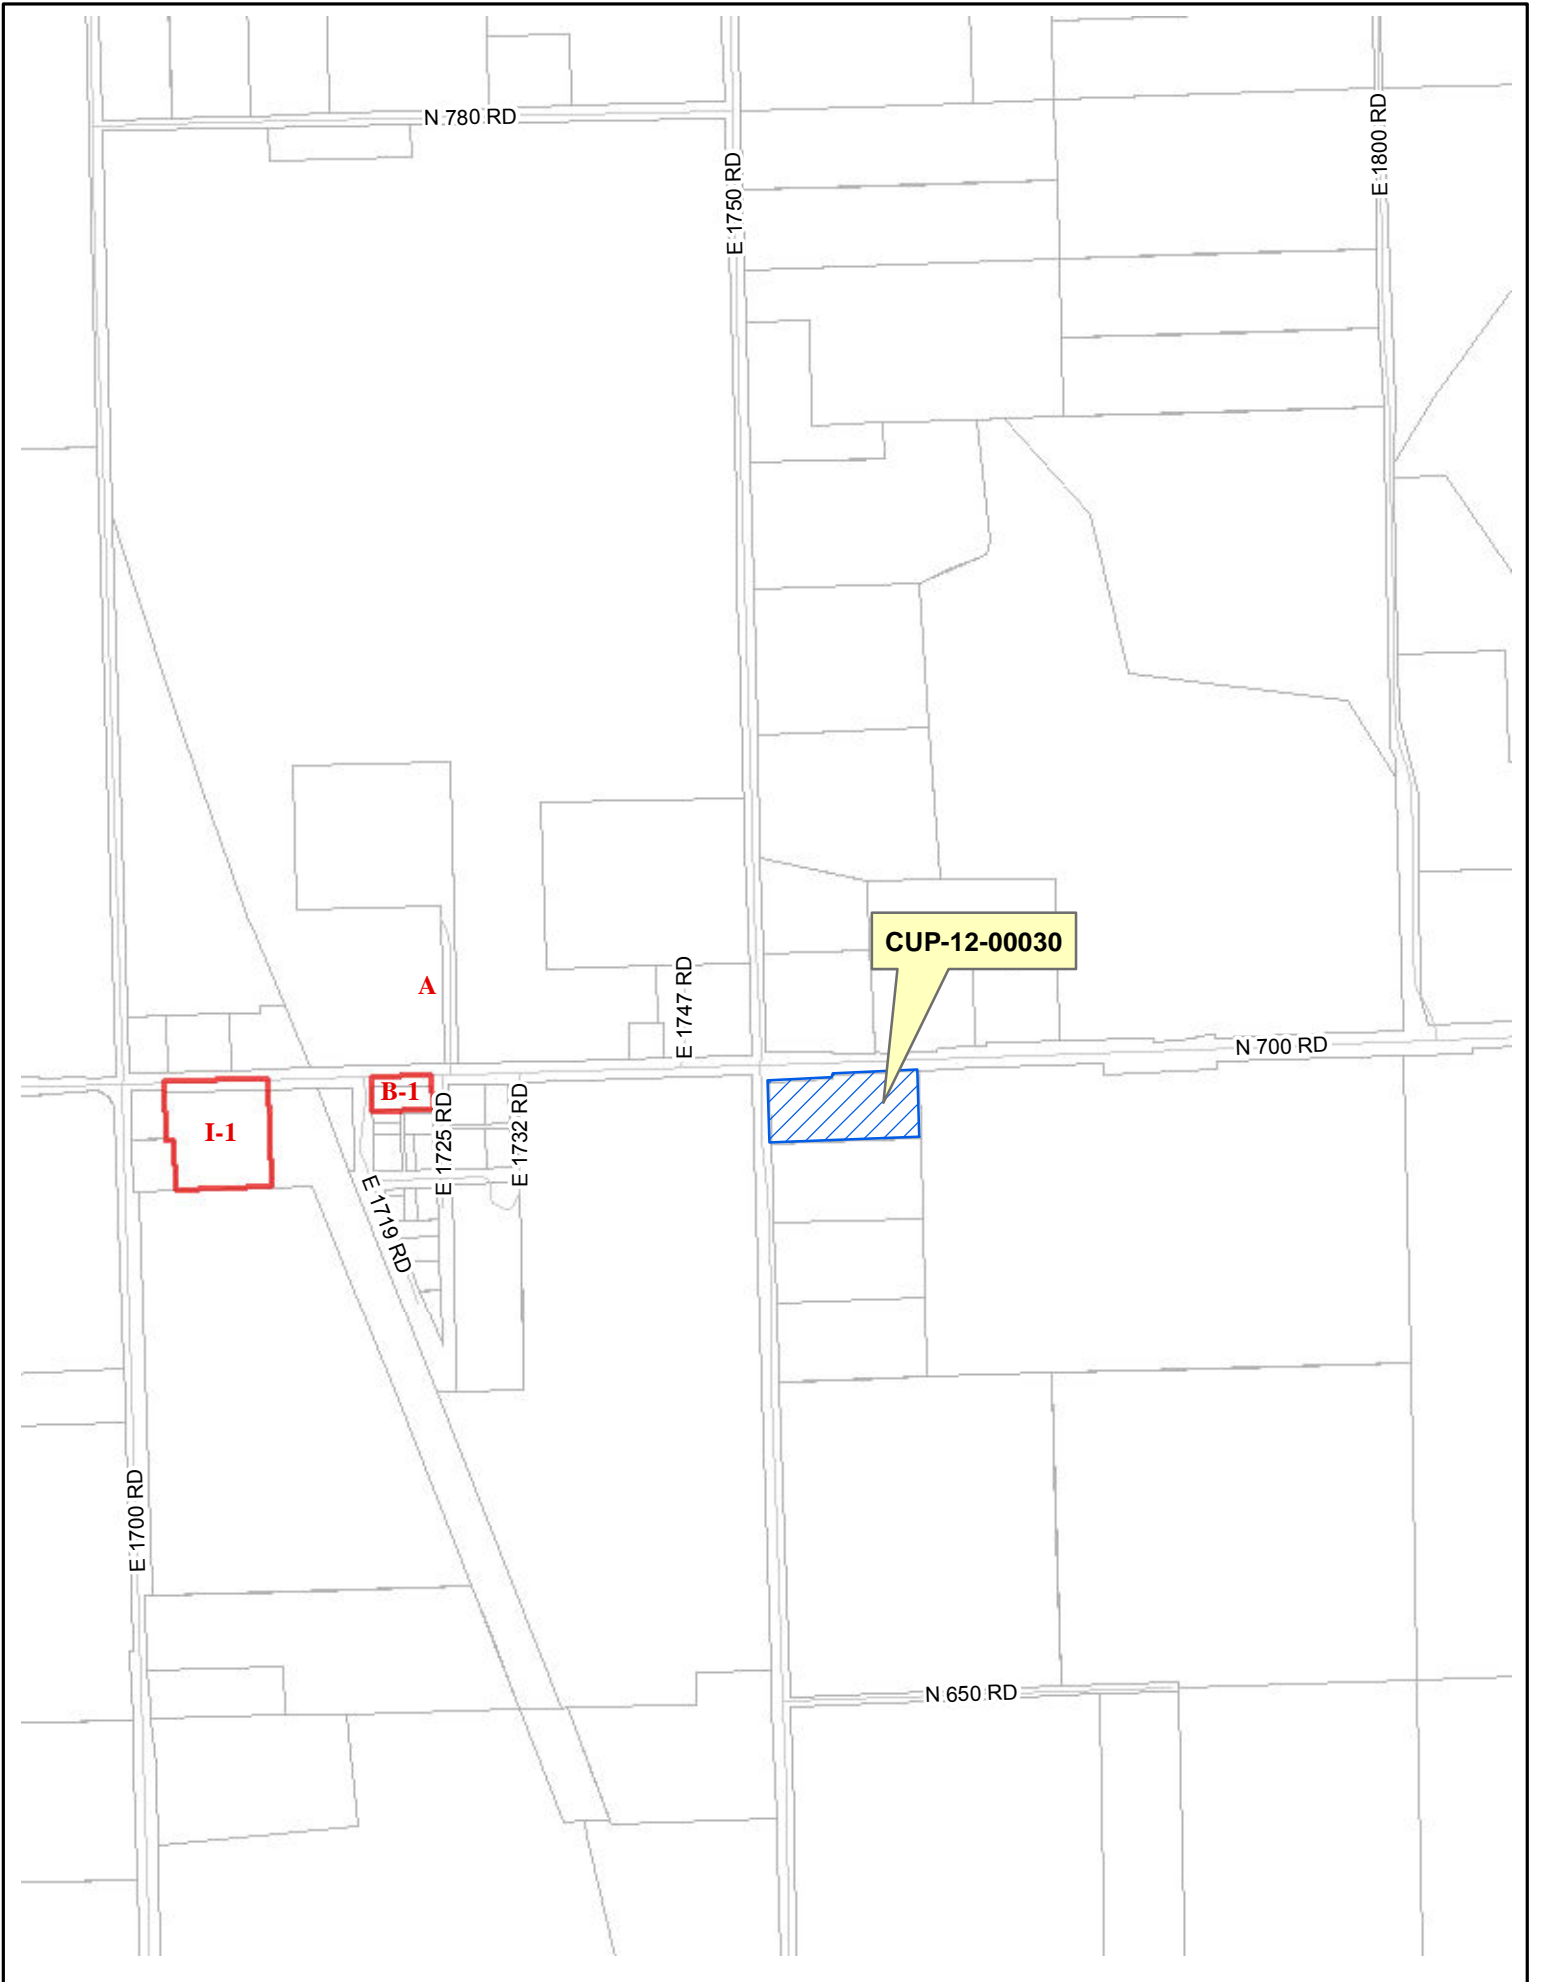 N 780 RD
E 1750 RD
E 1800 RD
CUP-12-00030
A
E 1747 RD
N 700 RD
B-1
I-1
E 1725 RD
E 1732 RD
E 1719 RD
E 1700 RD
N 650 RD